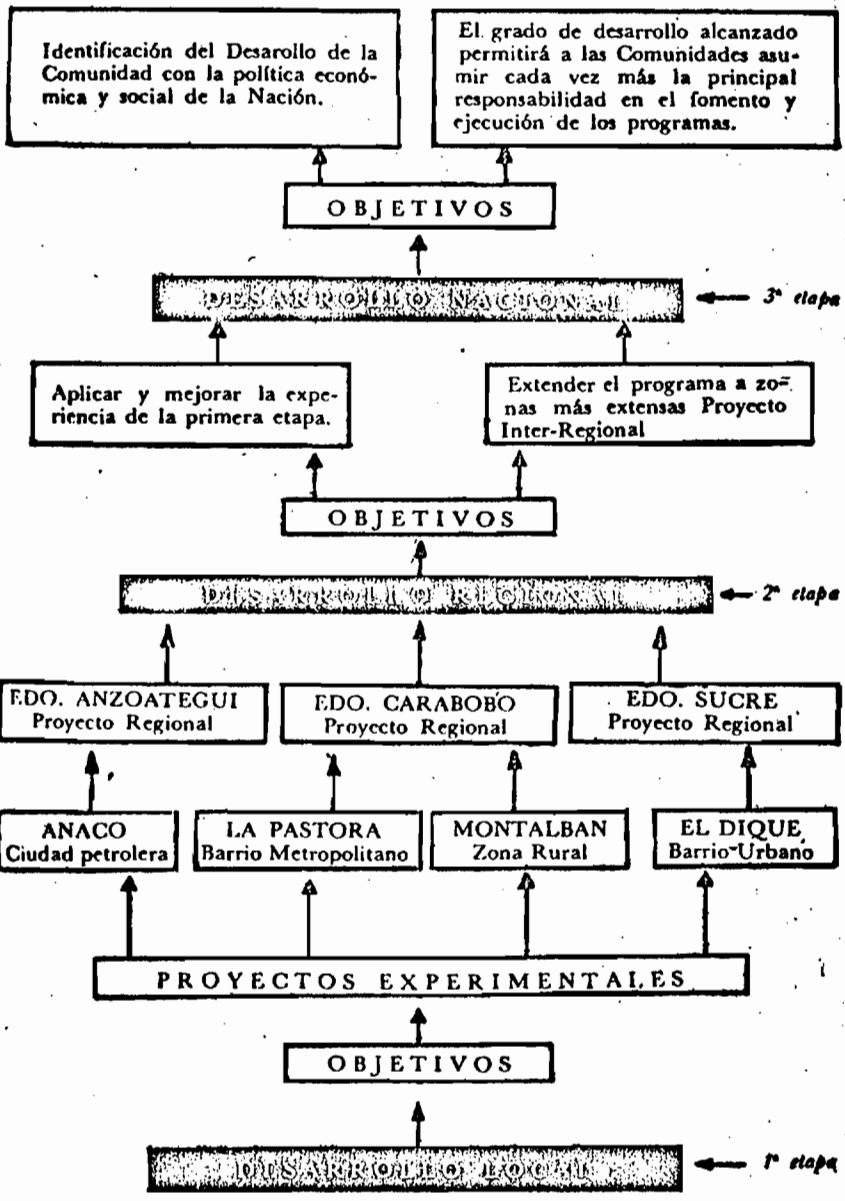 Identificación del Desarollo de la
Comunidad con la política econó-
mica y social de la Nación.
El grado de desarrollo alcanzado
permitirá a las Comunidades asu-
mir cada vez más la principal
responsabilidad en el fomento y
ejecución de los programas.
OBJETIVOS
DESARROLLO NACIONAL
3ª etapa
Aplicar y mejorar la expe-
riencia de la primera etapa.
Extender el programa a zo-
nas más extensas Proyecto
Inter-Regional
OBJETIVOS
DESARROLLO REGIONAL
2ª etapa
EDO. ANZOATEGUI
Proyecto Regional
EDO. CARABOBO
Proyecto Regional
EDO. SUCRE
Proyecto Regional
ANACO
Ciudad petrolera
LA PASTORA
Barrio Metropolitano
MONTALBAN
Zona Rural
EL DIQUE
Barrio-Urbano
PROYECTOS EXPERIMENTALES
OBJETIVOS
DESARROLLO LOCAL
1ª etapa